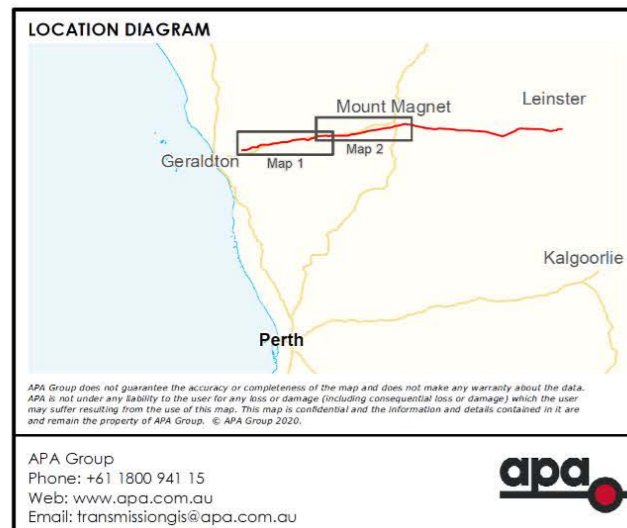 LOCATION DIAGRAM
Mount Magnet
Leinster
Geraldton
Map 1
Map 2
Kalgoorlie
Perth
APA Group does not guarantee the accuracy or completeness of the map and does not make any warranty about the data.
APA is not under any liability to the user for any loss or damage (including consequential loss or damage) which the user
may suffer resulting from the use of this map. This map is confidential and the information and details contained in it are
and remain the property of APA Group. © APA Group 2020.
APA Group
Phone: +61 1800 941 15
Web: www.apa.com.au
Email: transmissiongis@apa.com.au
apa